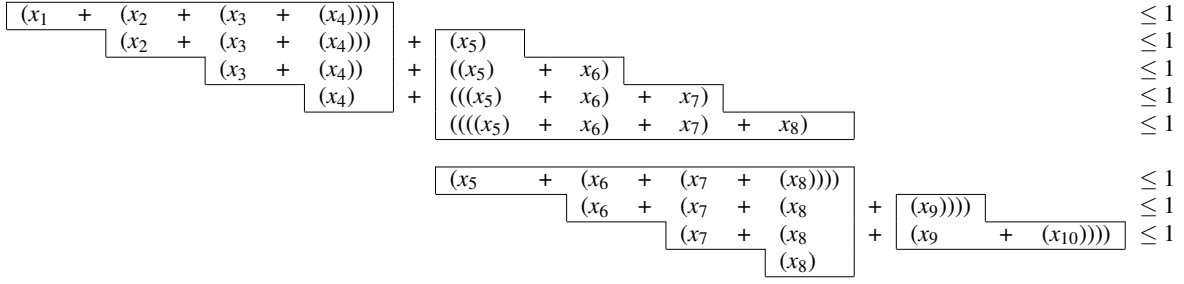 (x₁ + (x₂ + (x₃ + (x₄)))) ≤ 1
(x₂ + (x₃ + (x₄))) + (x₅) ≤ 1
(x₃ + (x₄)) + ((x₅) + x₆) ≤ 1
(x₄) + (((x₅) + x₆) + x₇) ≤ 1
((((x₅) + x₆) + x₇) + x₈) ≤ 1
(x₅ + (x₆ + (x₇ + (x₈)))) ≤ 1
(x₆ + (x₇ + (x₈ + (x₉)))) ≤ 1
(x₇ + (x₈ + (x₉ + (x₁₀)))) ≤ 1
(x₈)